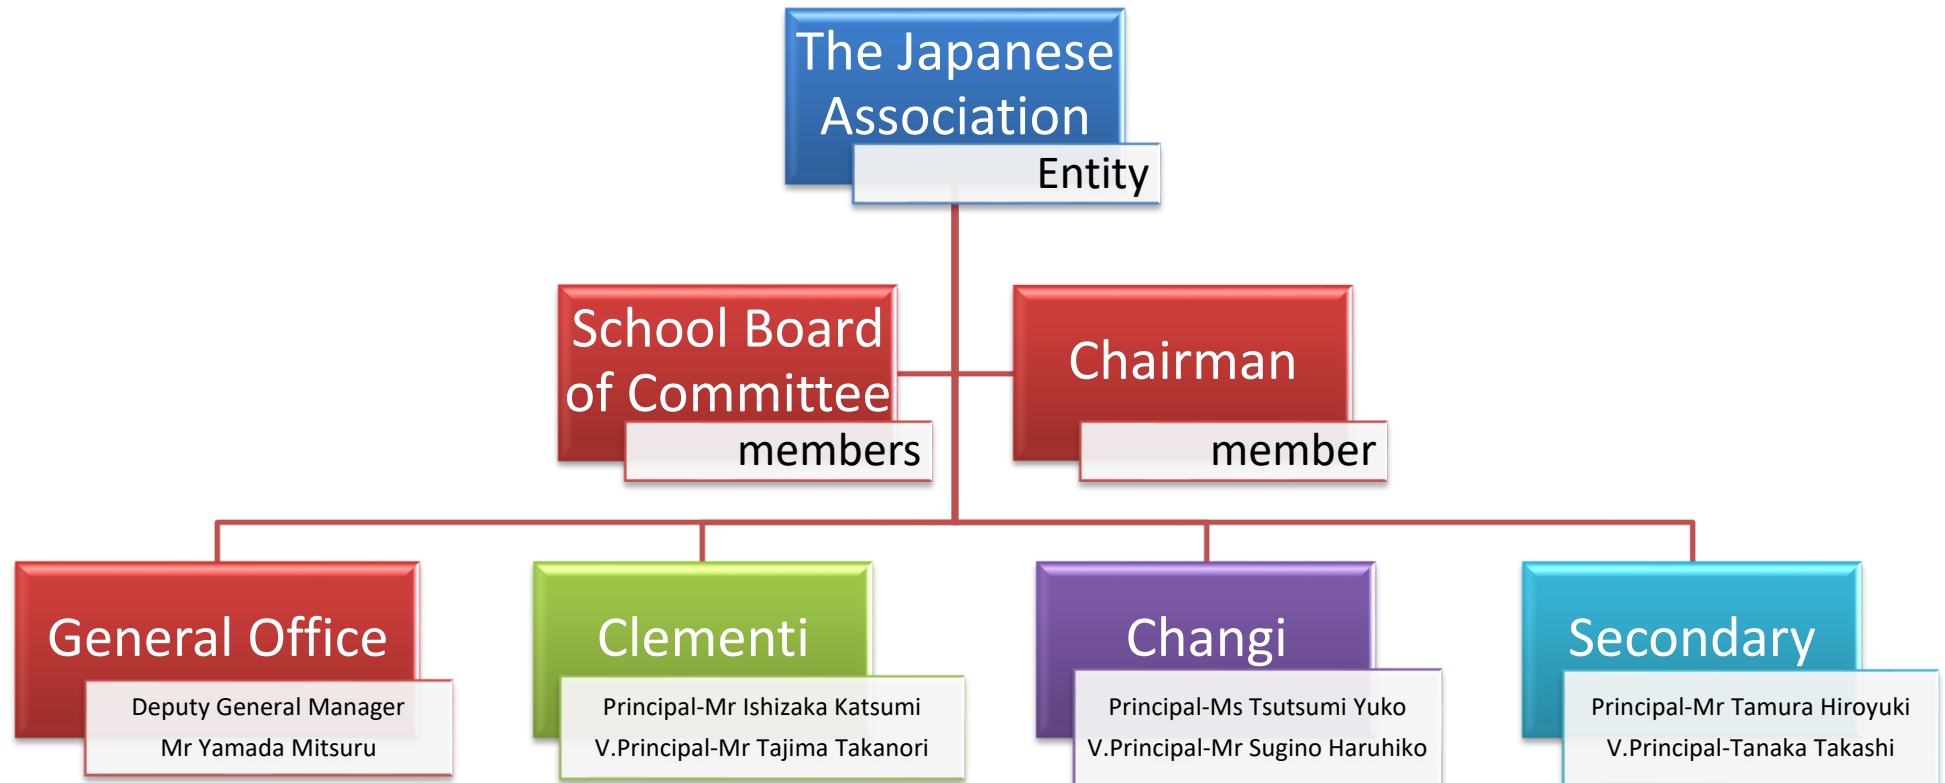 The Japanese
Association
Entity
School Board
of Committee
members
Chairman
member
General Office
Deputy General Manager
Mr Yamada Mitsuru
Clementi
Principal-Mr Ishizaka Katsumi
V.Principal-Mr Tajima Takanori
Changi
Principal-Ms Tsutsumi Yuko
V.Principal-Mr Sugino Haruhiko
Secondary
Principal-Mr Tamura Hiroyuki
V.Principal-Tanaka Takashi